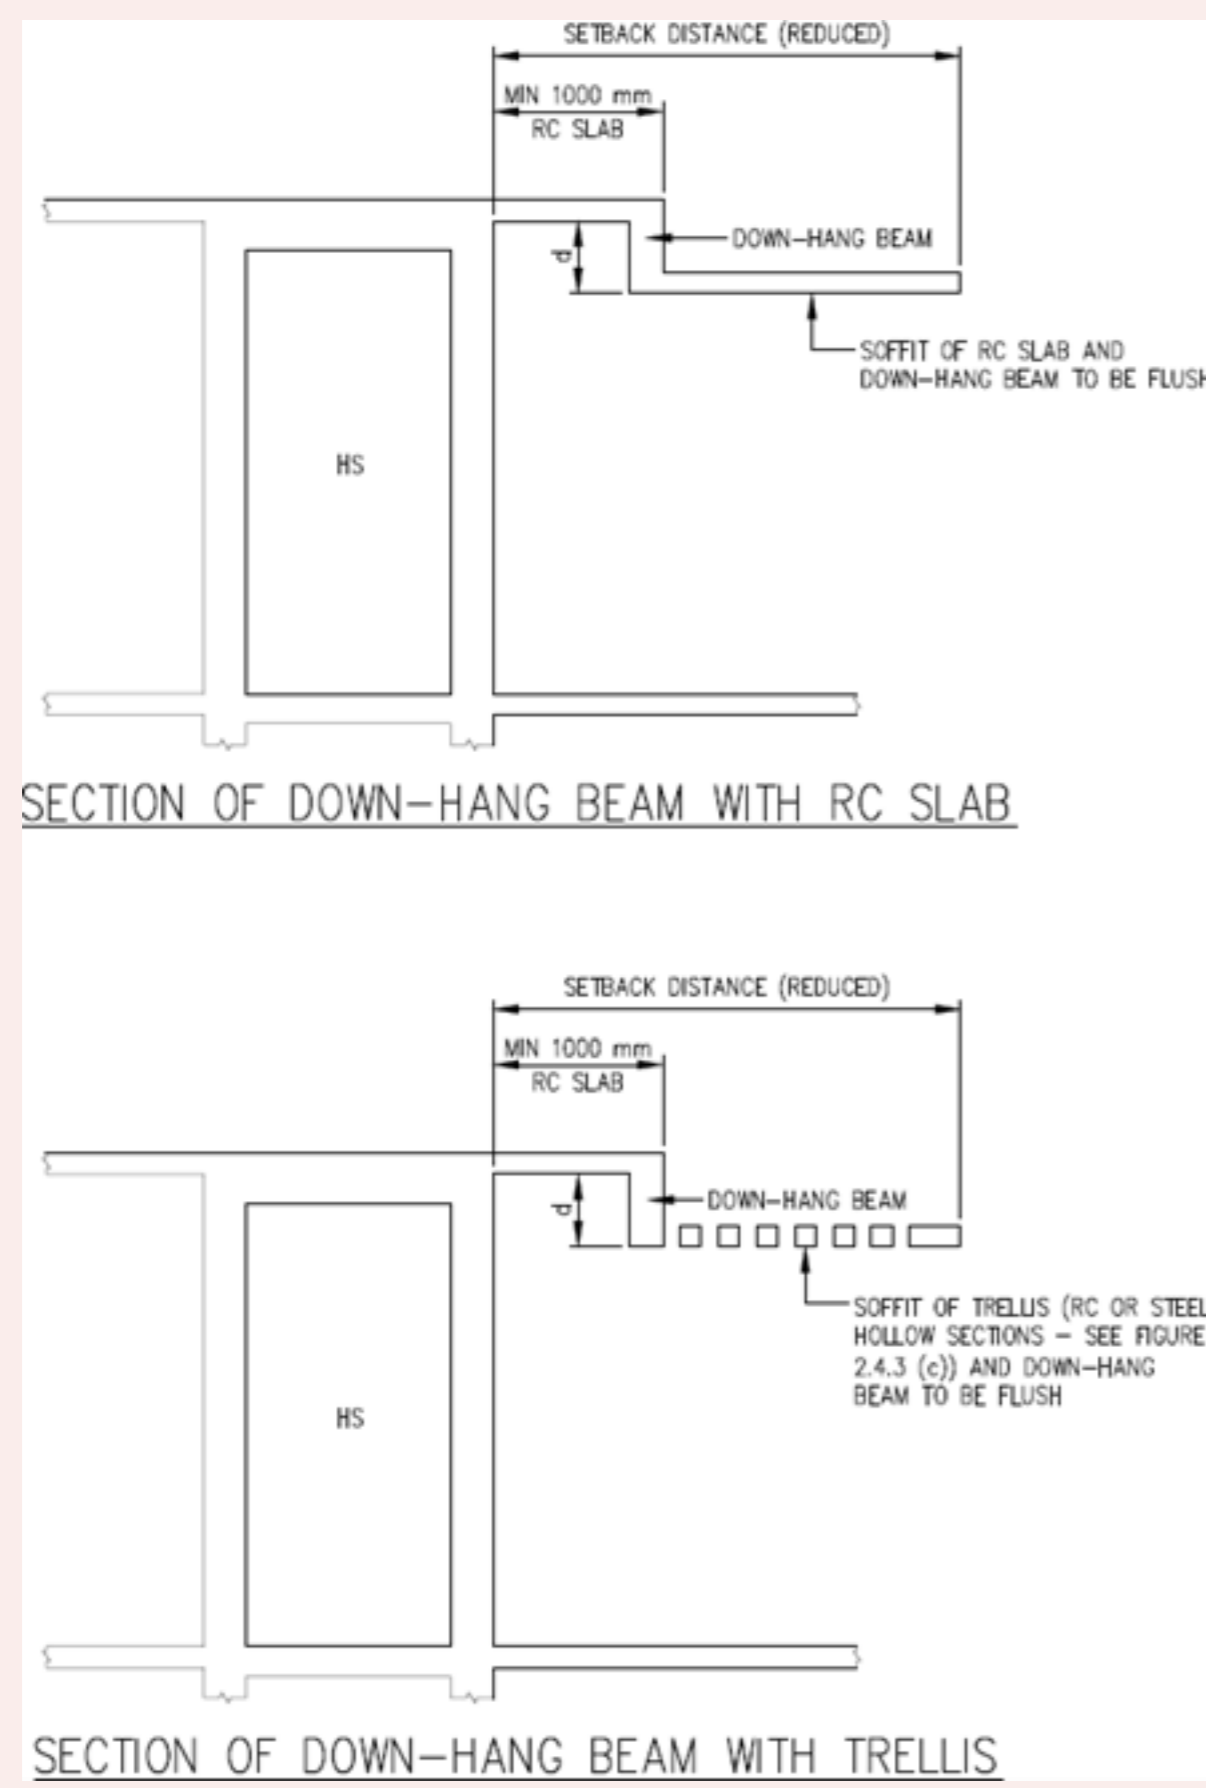 SETBACK DISTANCE (REDUCED)
MIN 1000 mm
RC SLAB
d
DOWN-HANG BEAM
SOFFIT OF RC SLAB AND
DOWN-HANG BEAM TO BE FLUSH
HS
SECTION OF DOWN-HANG BEAM WITH RC SLAB
SETBACK DISTANCE (REDUCED)
MIN 1000 mm
RC SLAB
d
DOWN-HANG BEAM
SOFFIT OF TRELLIS (RC OR STEEL
HOLLOW SECTIONS - SEE FIGURE
2.4.3 (c)) AND DOWN-HANG
BEAM TO BE FLUSH
HS
SECTION OF DOWN-HANG BEAM WITH TRELLIS